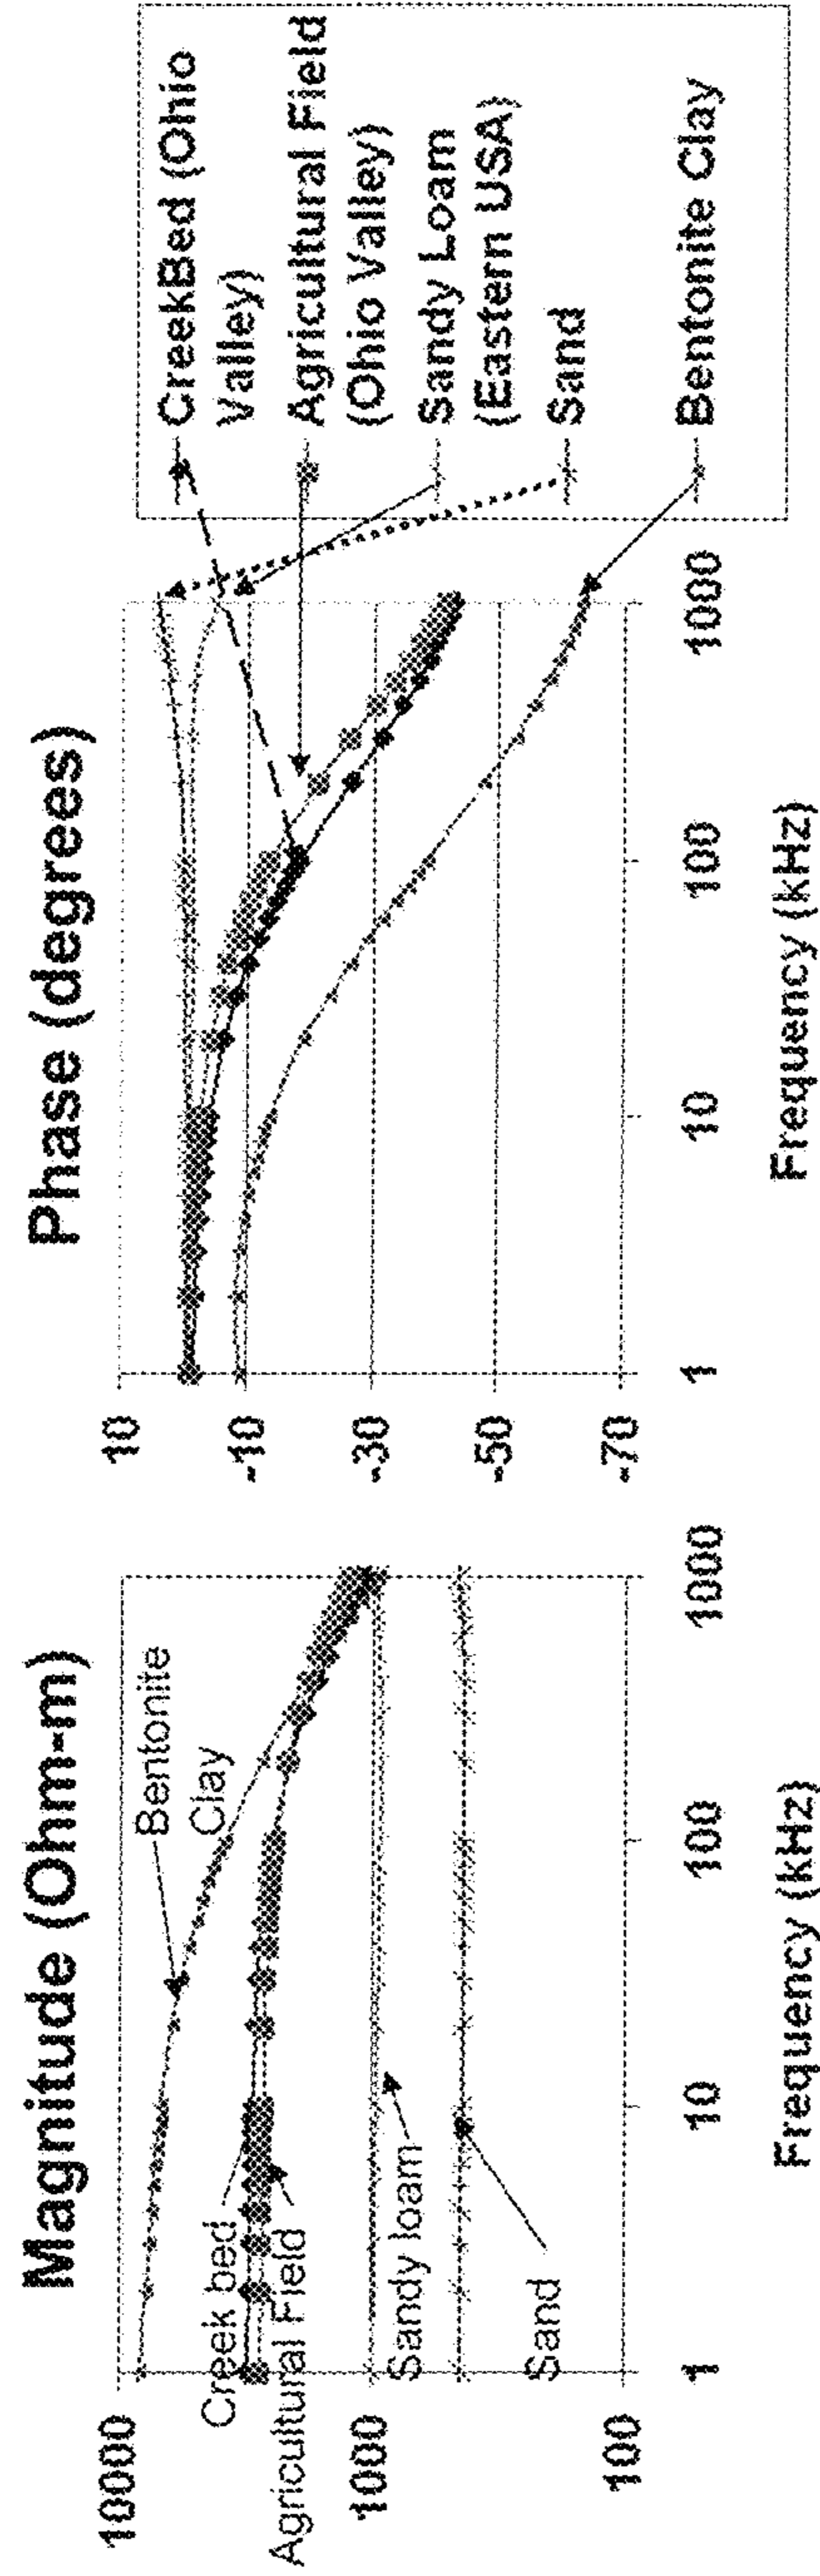 Magnitude (Ohm-m)
10000
1000
100
Bentonite
Clay
Creek bed
Agricultural Field
Sandy loam
Sand
1
10
100
1000
Frequency (kHz)
Phase (degrees)
10
-10
-30
-50
-70
1
10
100
1000
Frequency (kHz)
CreekBed (Ohio
Valley)
Agricultural Field
(Ohio Valley)
Sandy Loam
(Eastern USA)
Sand
Bentonite Clay